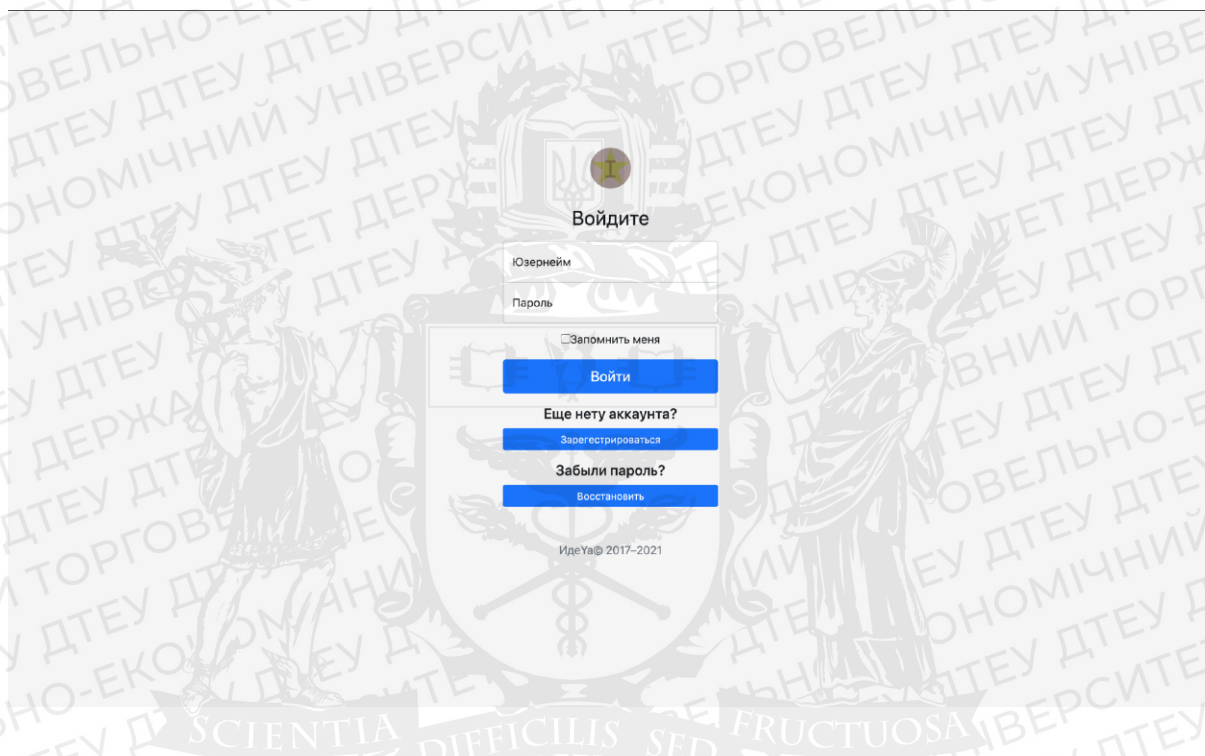 I
Войдите
Юзернейм
Пароль
Запомнить меня
Войти
Еще нету аккаунта?
Зарегестрироваться
Забыли пароль?
Восстановить
ИдеYa© 2017–2021
SCIENTIA DIFFICILIS SED FRUCTUOSA